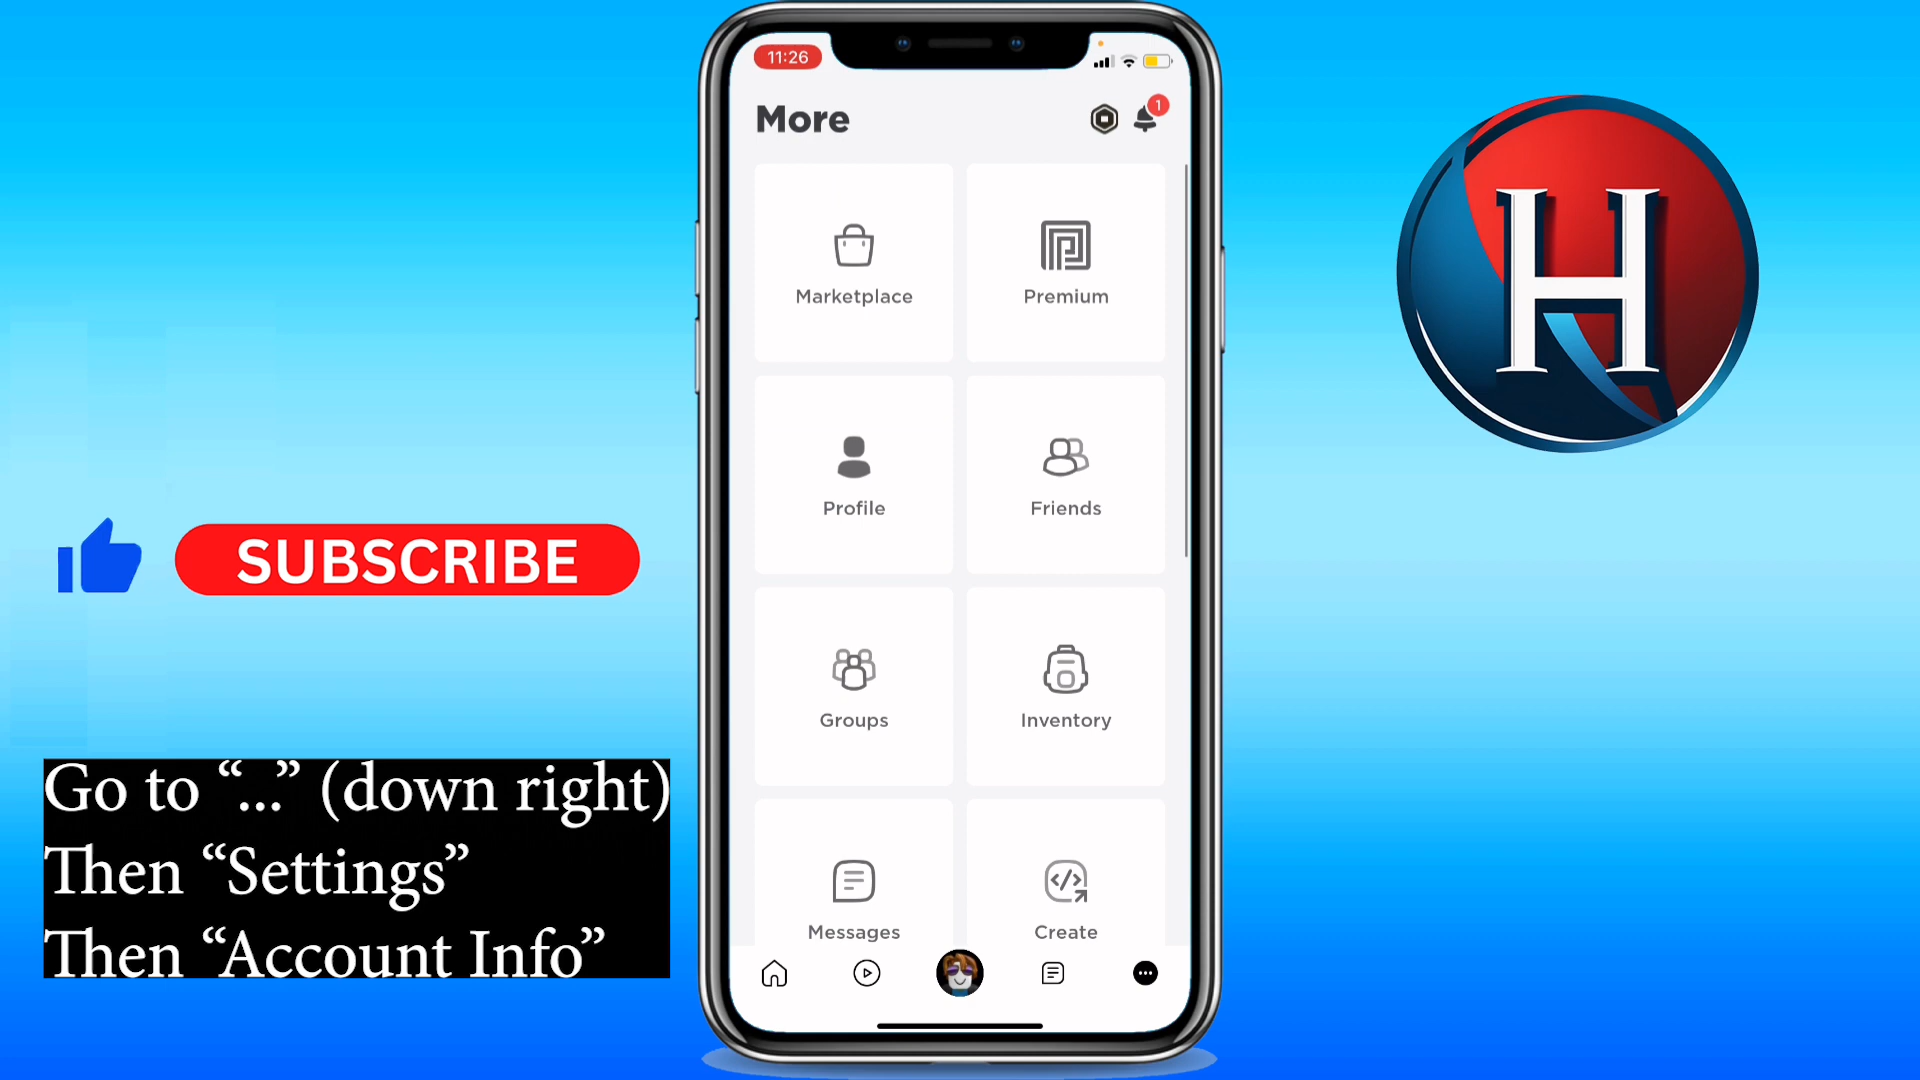 11:26
More
1
Marketplace
Premium
Profile
Friends
Groups
Inventory
Messages
Create
H
SUBSCRIBE
Go to “...” (down right)
Then “Settings”
Then “Account Info”